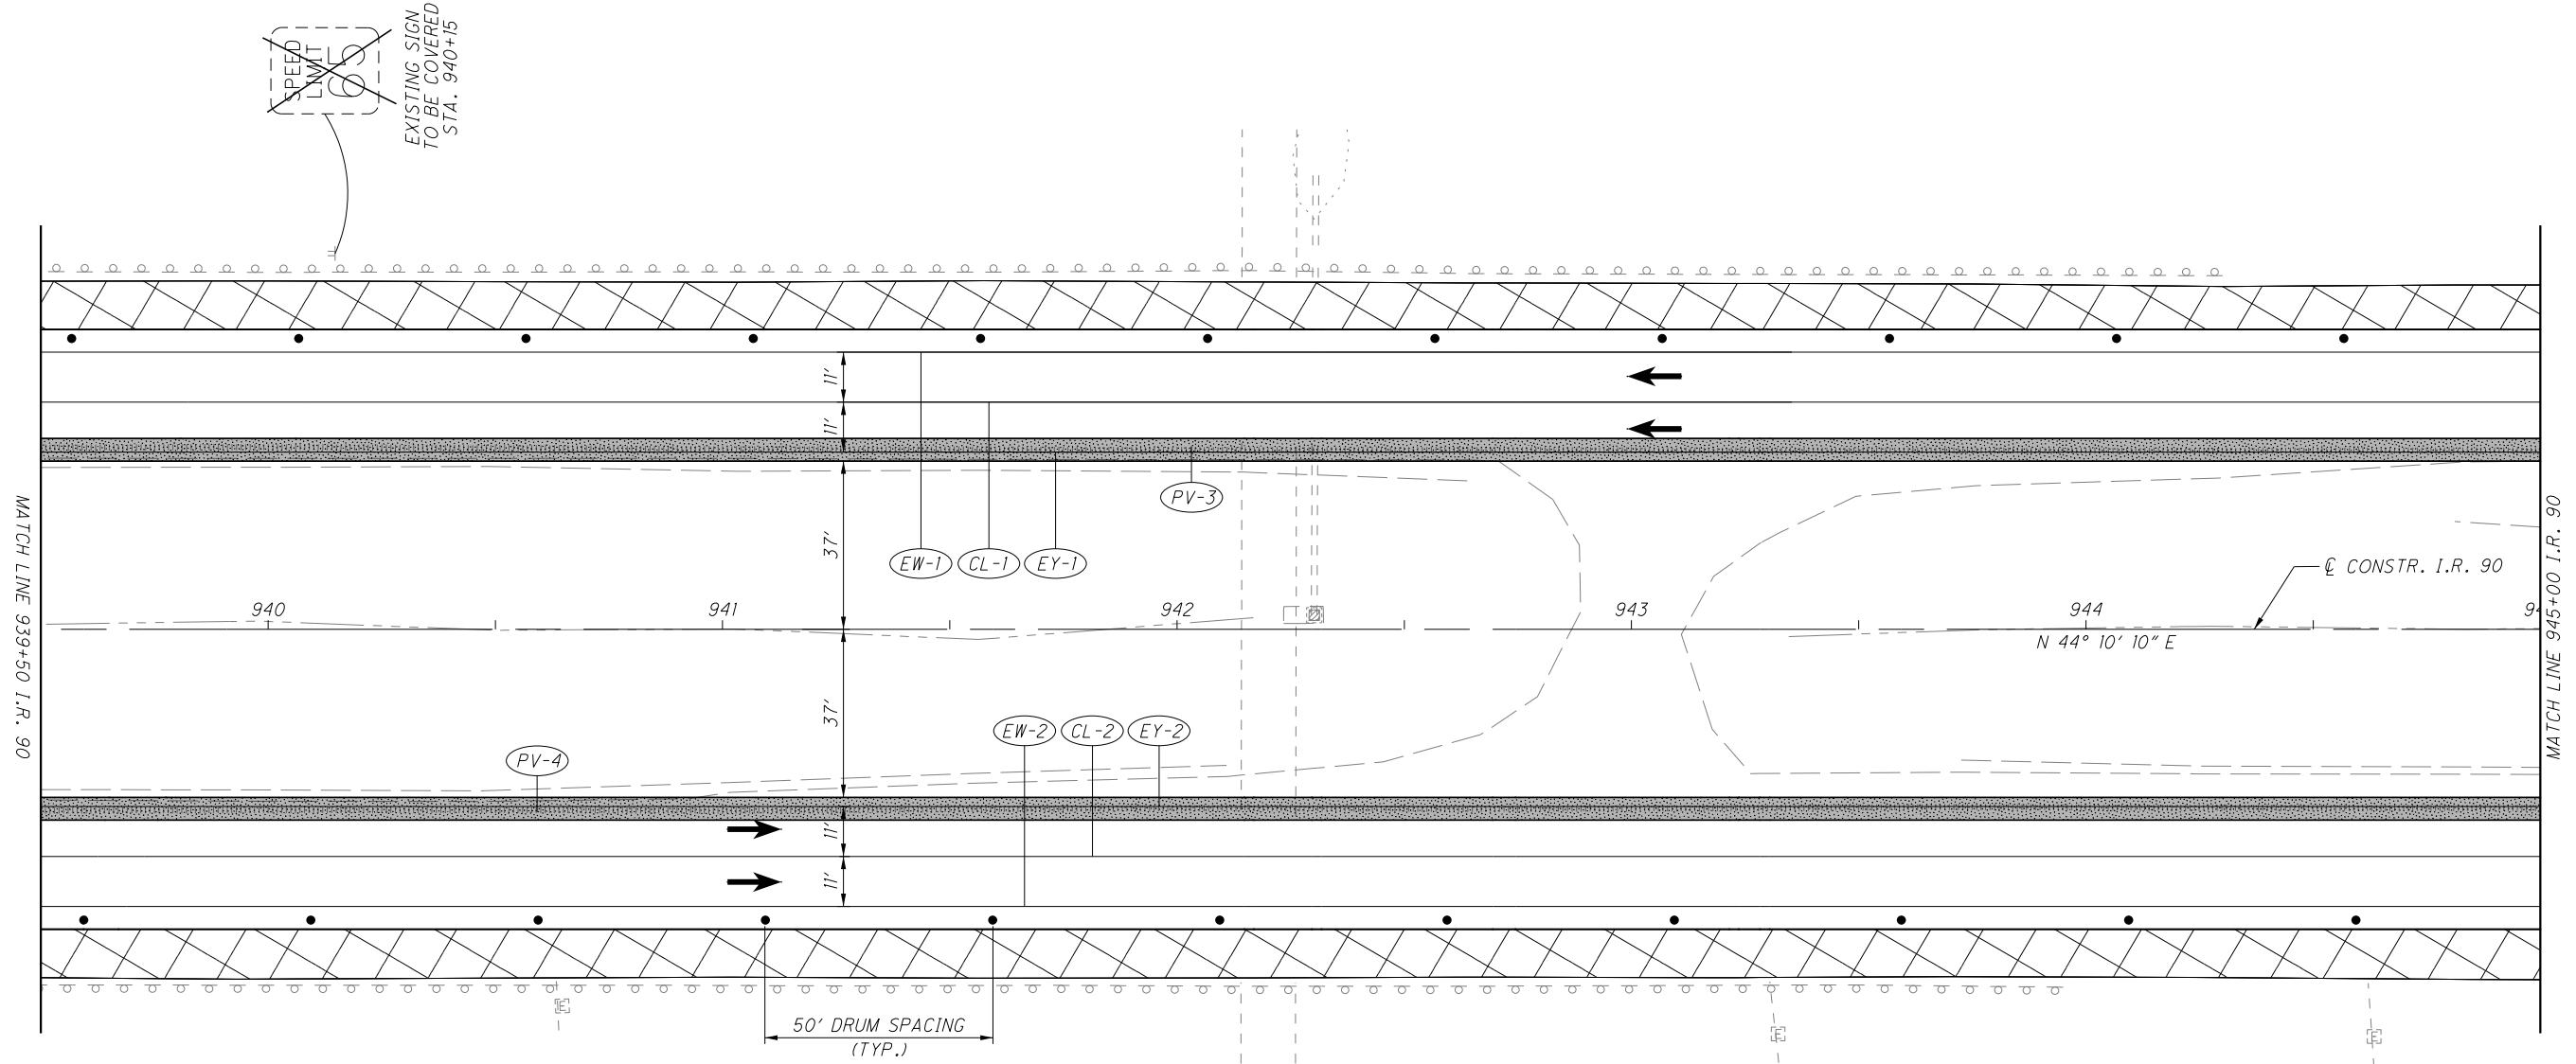 SPEED
LIMIT
65
EXISTING SIGN
TO BE COVERED
STA. 940+15
11'
11'
PV-3
37'
EW-1
CL-1
EY-1
MATCH LINE 939+50 I.R. 90
MATCH LINE 945+00 I.R. 90
℄ CONSTR. I.R. 90
940
941
942
943
944
94
N 44° 10' 10" E
37'
EW-2
CL-2
EY-2
PV-4
11'
11'
E
E
E
50' DRUM SPACING
(TYP.)